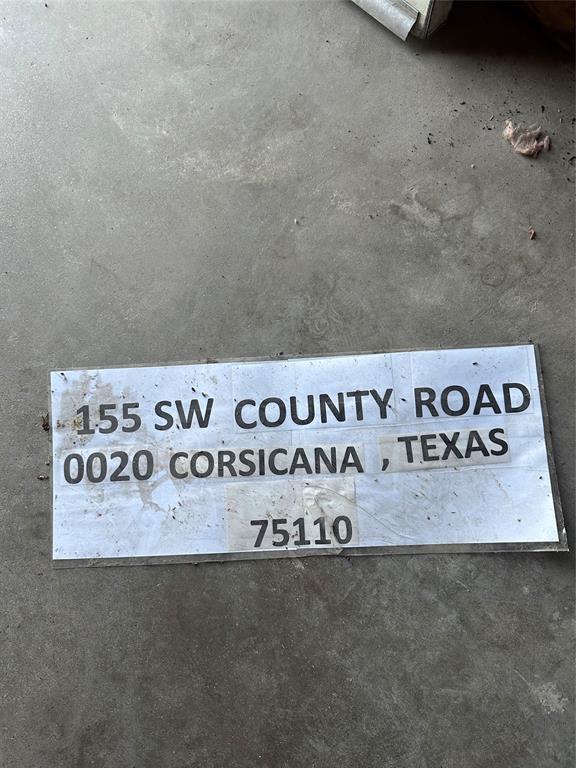 155 SW COUNTY ROAD
0020 CORSICANA , TEXAS
75110